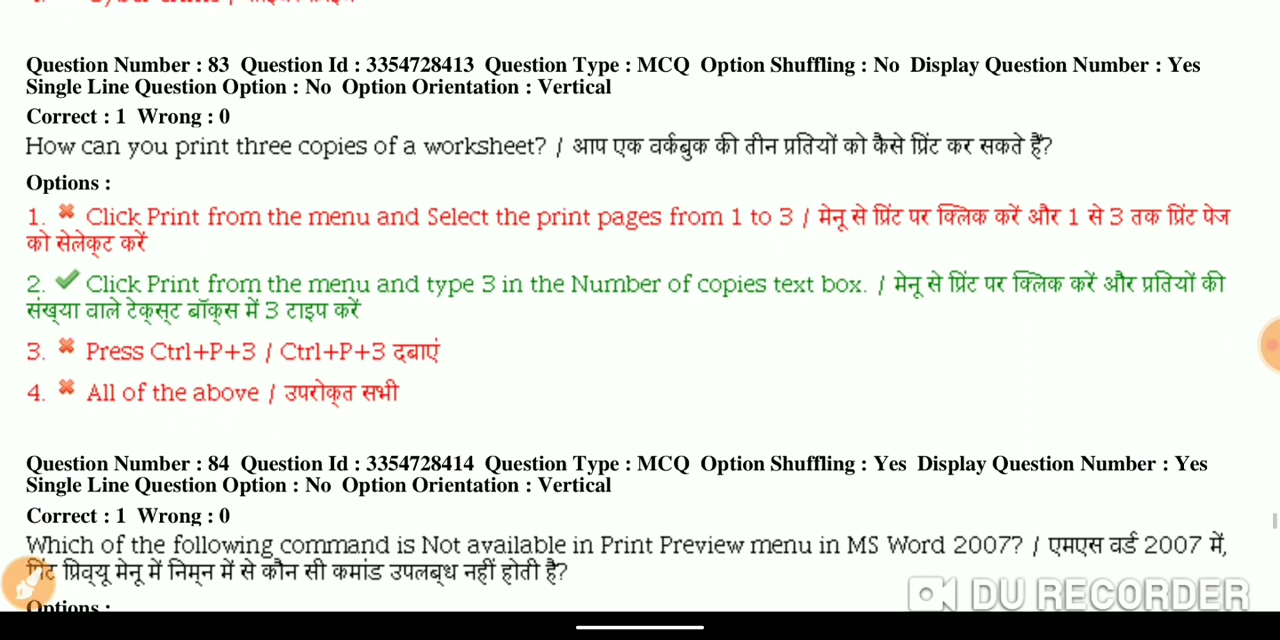 Question Number : 83 Question Id : 3354728413 Question Type : MCQ Option Shuffling : No Display Question Number : Yes
Single Line Question Option : No Option Orientation : Vertical
Correct : 1 Wrong : 0
How can you print three copies of a worksheet? / आप एक वर्कबुक की तीन प्रतियों को कैसे प्रिंट कर सकते हैं?
Options :
1. Click Print from the menu and Select the print pages from 1 to 3 / मेनू से प्रिंट पर क्लिक करें और 1 से 3 तक प्रिंट पेज
को सेलेक्ट करें
2. Click Print from the menu and type 3 in the Number of copies text box. / मेनू से प्रिंट पर क्लिक करें और प्रतियों की
संख्या वाले टेक्स्ट बॉक्स में 3 टाइप करें
3. Press Ctrl+P+3 / Ctrl+P+3 दबाएं
4. All of the above / उपरोक्त सभी
Question Number : 84 Question Id : 3354728414 Question Type : MCQ Option Shuffling : Yes Display Question Number : Yes
Single Line Question Option : No Option Orientation : Vertical
Correct : 1 Wrong : 0
Which of the following command is Not available in Print Preview menu in MS Word 2007? / एमएस वर्ड 2007 में,
प्रिंट प्रिव्यू मेनू में निम्न में से कौन सी कमांड उपलब्ध नहीं होती है?
Options :
DU RECORDER